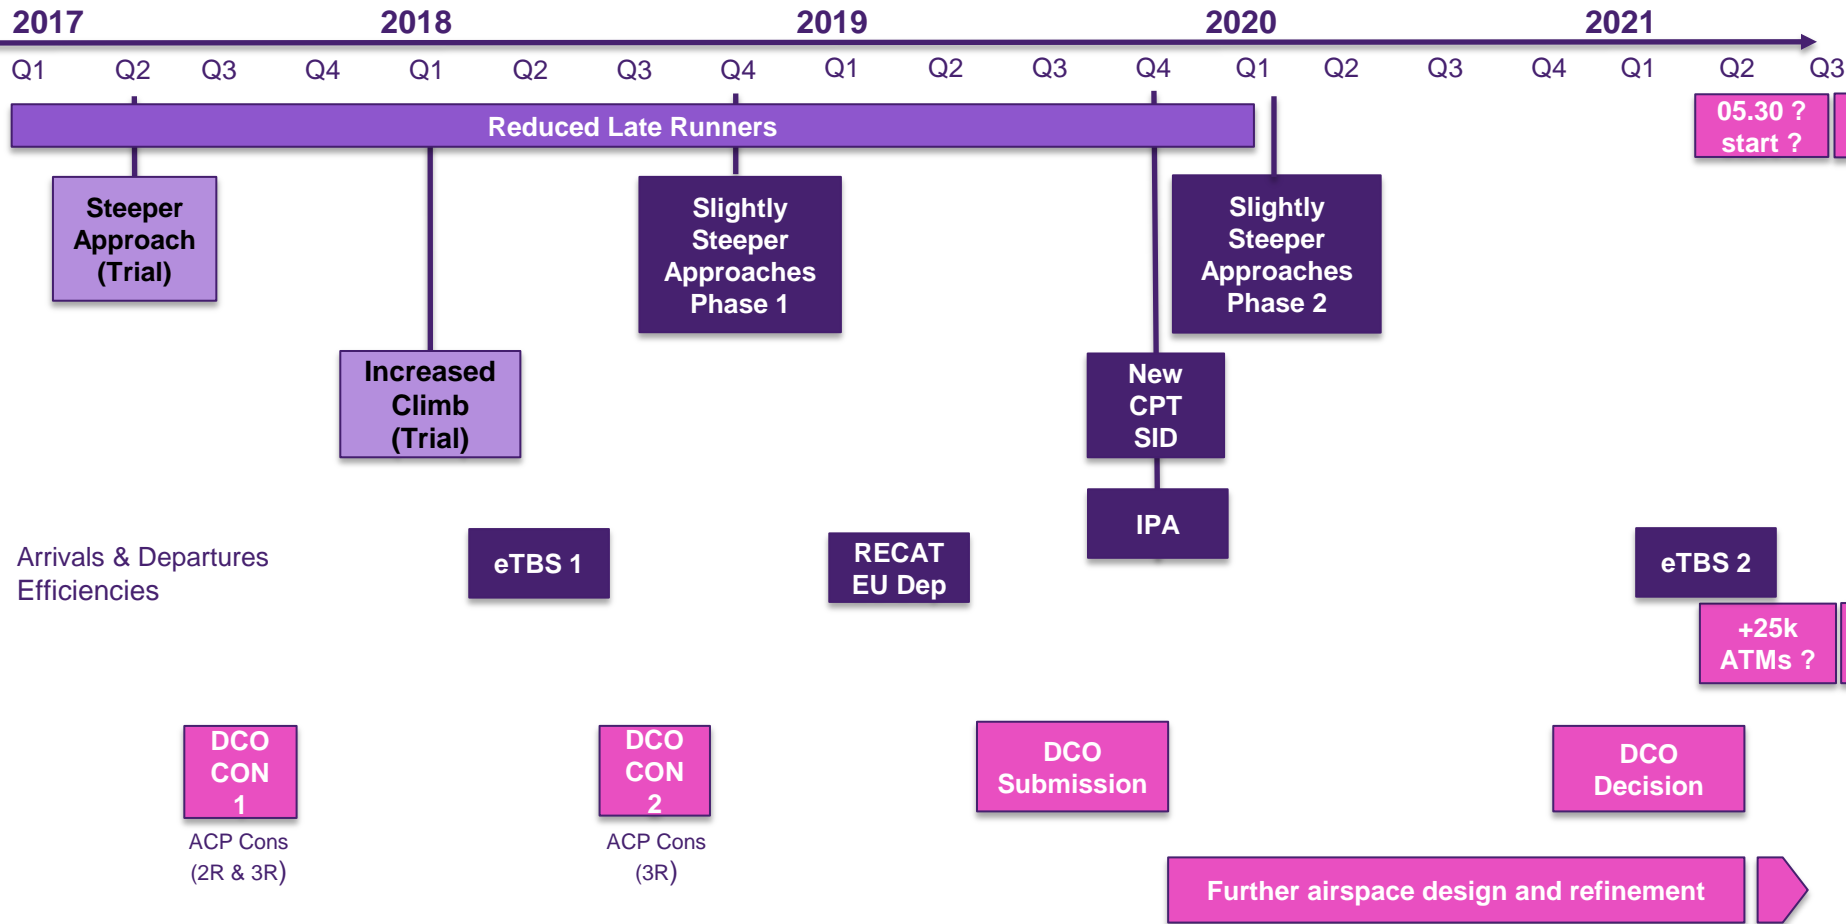 2017 2018 2019 2020 2021
Q1 Q2 Q3 Q4 Q1 Q2 Q3 Q4 Q1 Q2 Q3 Q4 Q1 Q2 Q3 Q4 Q1 Q2 Q3
Reduced Late Runners
05.30 ?
start ?
Steeper
Approach
(Trial)
Slightly
Steeper
Approaches
Phase 1
Slightly
Steeper
Approaches
Phase 2
Increased
Climb
(Trial)
New
CPT
SID
IPA
Arrivals & Departures
Efficiencies
eTBS 1
RECAT
EU Dep
eTBS 2
+25k
ATMs ?
DCO
CON
1
ACP Cons
(2R & 3R)
DCO
CON
2
ACP Cons
(3R)
DCO
Submission
DCO
Decision
Further airspace design and refinement